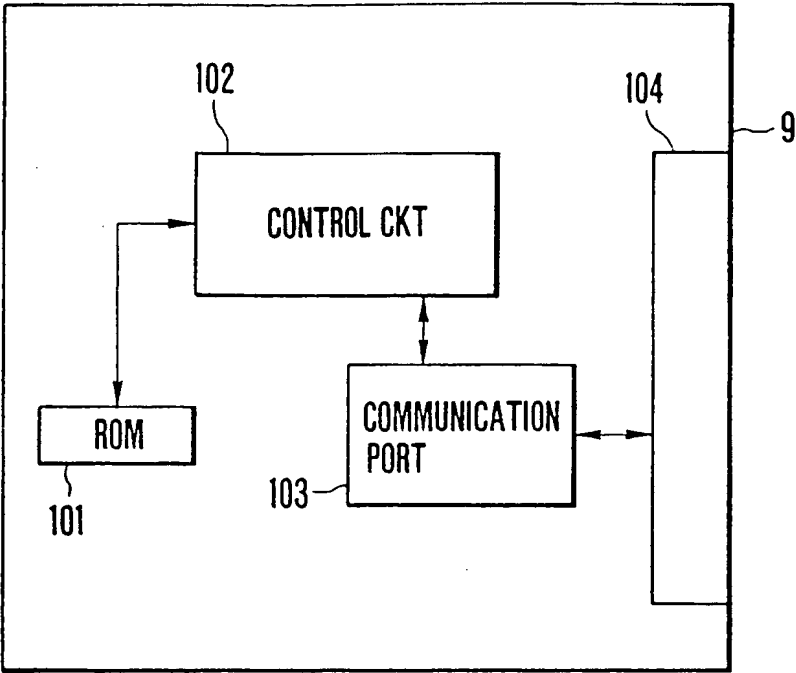 102
104
9
CONTROL CKT
ROM
COMMUNICATION
PORT
103
101